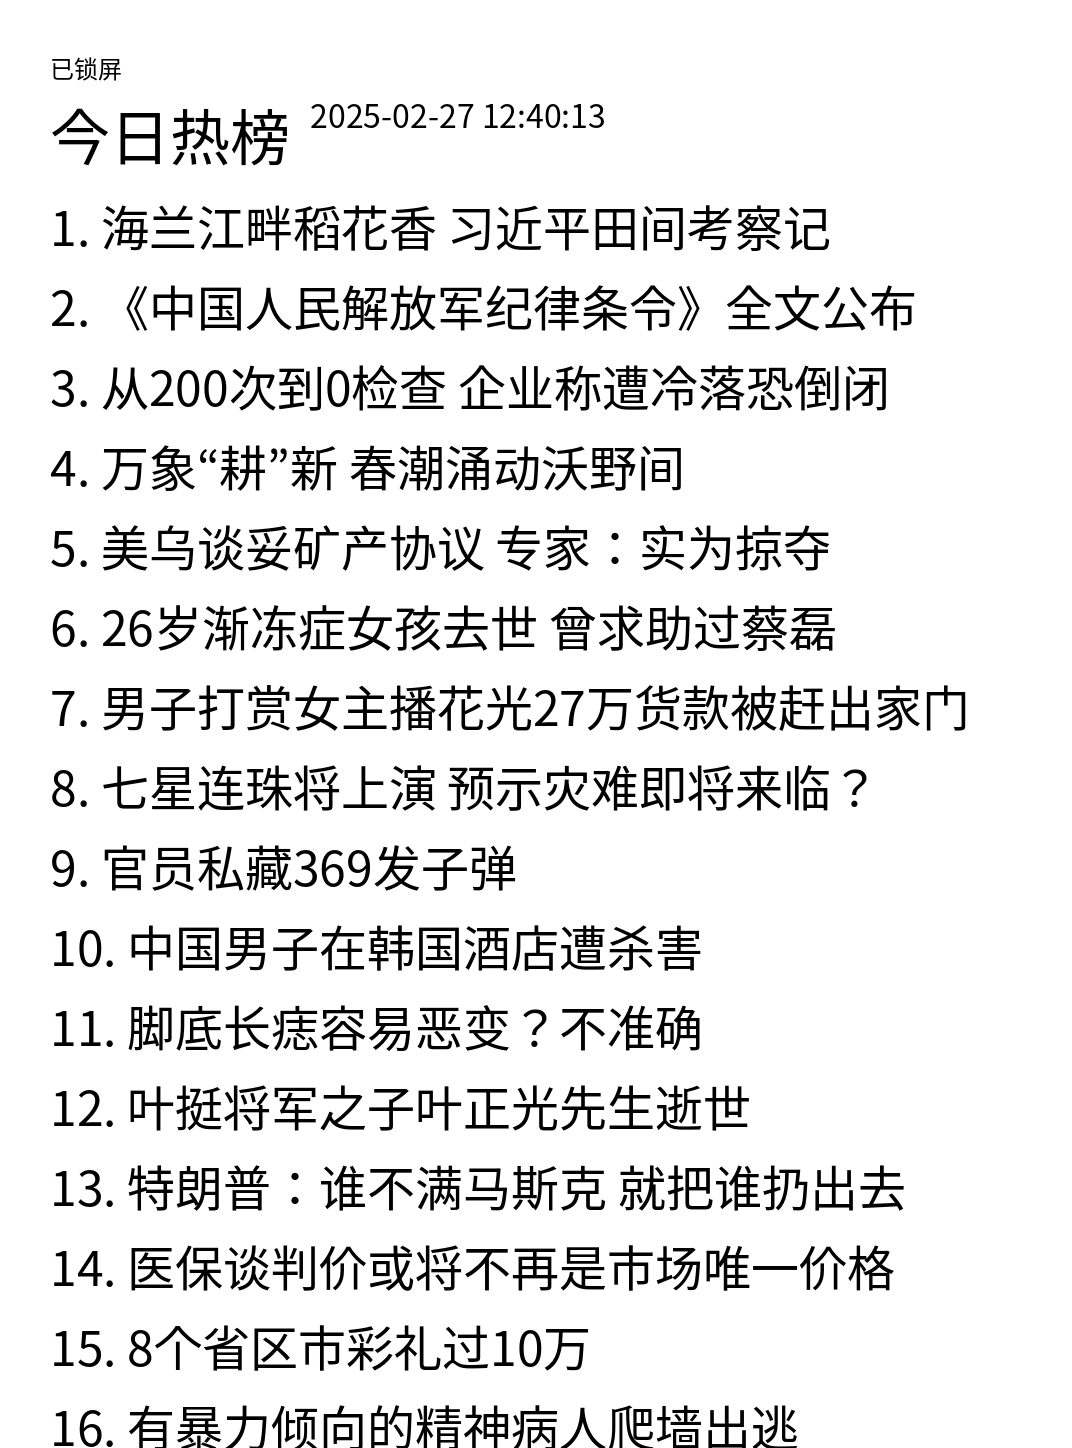 已锁屏
今日热榜 2025-02-27 12:40:13
1. 海兰江畔稻花香 习近平田间考察记
2. 《中国人民解放军纪律条令》全文公布
3. 从200次到0检查 企业称遭冷落恐倒闭
4. 万象“耕”新 春潮涌动沃野间
5. 美乌谈妥矿产协议 专家：实为掠夺
6. 26岁渐冻症女孩去世 曾求助过蔡磊
7. 男子打赏女主播花光27万货款被赶出家门
8. 七星连珠将上演 预示灾难即将来临？
9. 官员私藏369发子弹
10. 中国男子在韩国酒店遭杀害
11. 脚底长痣容易恶变？不准确
12. 叶挺将军之子叶正光先生逝世
13. 特朗普：谁不满马斯克 就把谁扔出去
14. 医保谈判价或将不再是市场唯一价格
15. 8个省区市彩礼过10万
16. 有暴力倾向的精神病人爬墙出逃